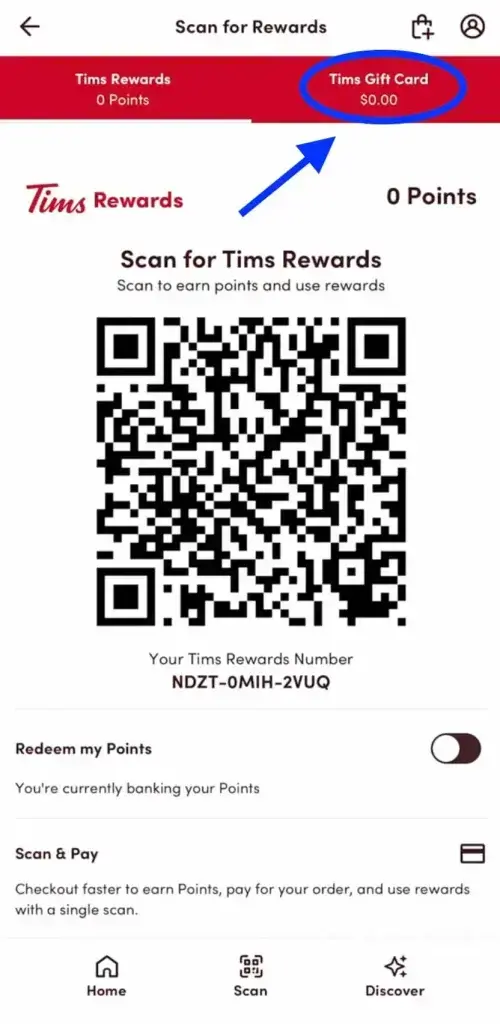 Scan for Rewards
Tims Rewards
0 Points
Tims Gift Card
$0.00
Tims Rewards
0 Points
Scan for Tims Rewards
Scan to earn points and use rewards
Your Tims Rewards Number
NDZT-0MIH-2VUQ
Redeem my Points
You're currently banking your Points
Scan & Pay
Checkout faster to earn Points, pay for your order, and use rewards
with a single scan.
Home
Scan
Discover